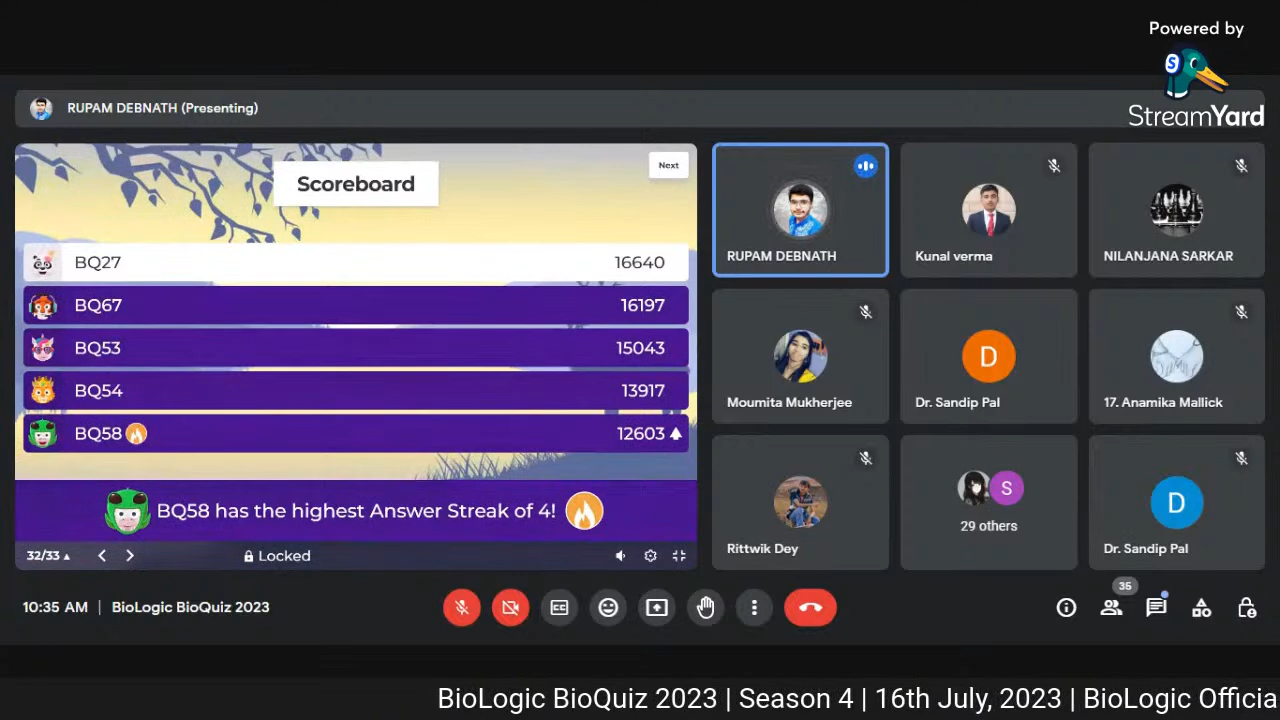 Powered by
StreamYard
RUPAM DEBNATH (Presenting)
Next
Scoreboard
BQ27 16640
BQ67 16197
BQ53 15043
BQ54 13917
BQ58 12603
BQ58 has the highest Answer Streak of 4!
32/33 Locked
RUPAM DEBNATH
Kunal verma
NILANJANA SARKAR
Moumita Mukherjee
D
Dr. Sandip Pal
17. Anamika Mallick
Rittwik Dey
S
29 others
D
Dr. Sandip Pal
10:35 AM | BioLogic BioQuiz 2023
35
BioLogic BioQuiz 2023 | Season 4 | 16th July, 2023 | BioLogic Officia